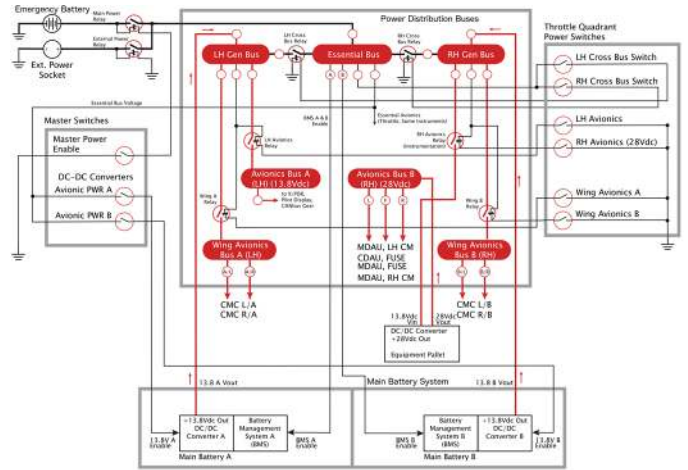 Emergency Battery
Main Power
Relay
External Power
Relay
Ext. Power
Socket
Power Distribution Buses
LH Cross
Bus Relay
RH Cross
Bus Relay
LH Gen Bus
Essential Bus
RH Gen Bus
Throttle Quadrant
Power Switches
LH Cross Bus Switch
RH Cross Bus Switch
LH Avionics
RH Avionics (28Vdc)
Wing Avionics A
Wing Avionics B
A
B
Essential Bus Voltage
BMS A & B
Enable
Essential Avionics
(Throttle, Some Instruments)
Master Switches
Master Power
Enable
DC-DC Converters
Avionic PWR A
Avionic PWR B
LH Avionics
Relay
RH Avionics
Relay
(Instrumentation)
Avionics Bus A
(LH) (13.8Vdc)
Avionics Bus B
(RH) (28Vdc)
Wing A
Relay
Wing B
Relay
L
F
R
MDAU, LH CM
CDAU, FUSE
MDAU, FUSE
MDAU, RH CM
Wing Avionics
Bus A (LH)
Wing Avionics
Bus B (RH)
CMC L/A
CMC R/A
CMC L/B
CMC R/B
13.8Vdc
Vin
28Vdc
Vout
DC/DC Converter
+28Vdc Out
Equipment Pallet
13.8 A Vout
Main Battery System
13.8 B Vout
13.8V A
Enable
+13.8Vdc Out
DC/DC
Converter A
Battery
Management
System A
(BMS)
BMS A
Enable
Main Battery A
BMS B
Enable
Battery
Management
System B
(BMS)
+13.8Vdc Out
DC/DC
Converter B
13.8V B
Enable
Main Battery B